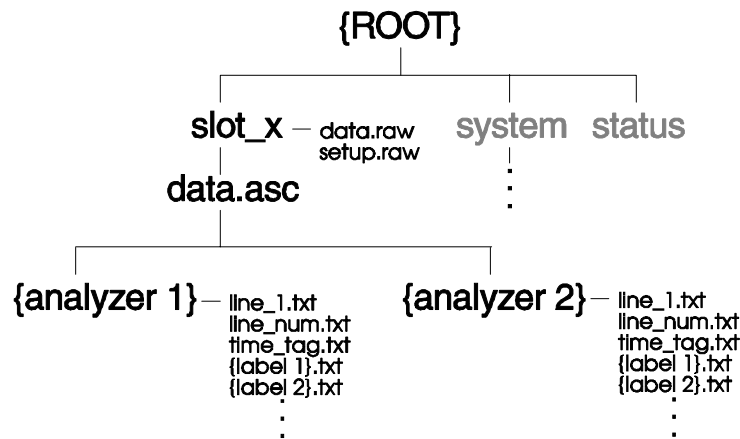 {ROOT}
slot_x
data.raw
setup.raw
system
status
data.asc
{analyzer 1}
line_1.txt
line_num.txt
time_tag.txt
{label 1}.txt
{label 2}.txt
{analyzer 2}
line_1.txt
line_num.txt
time_tag.txt
{label 1}.txt
{label 2}.txt